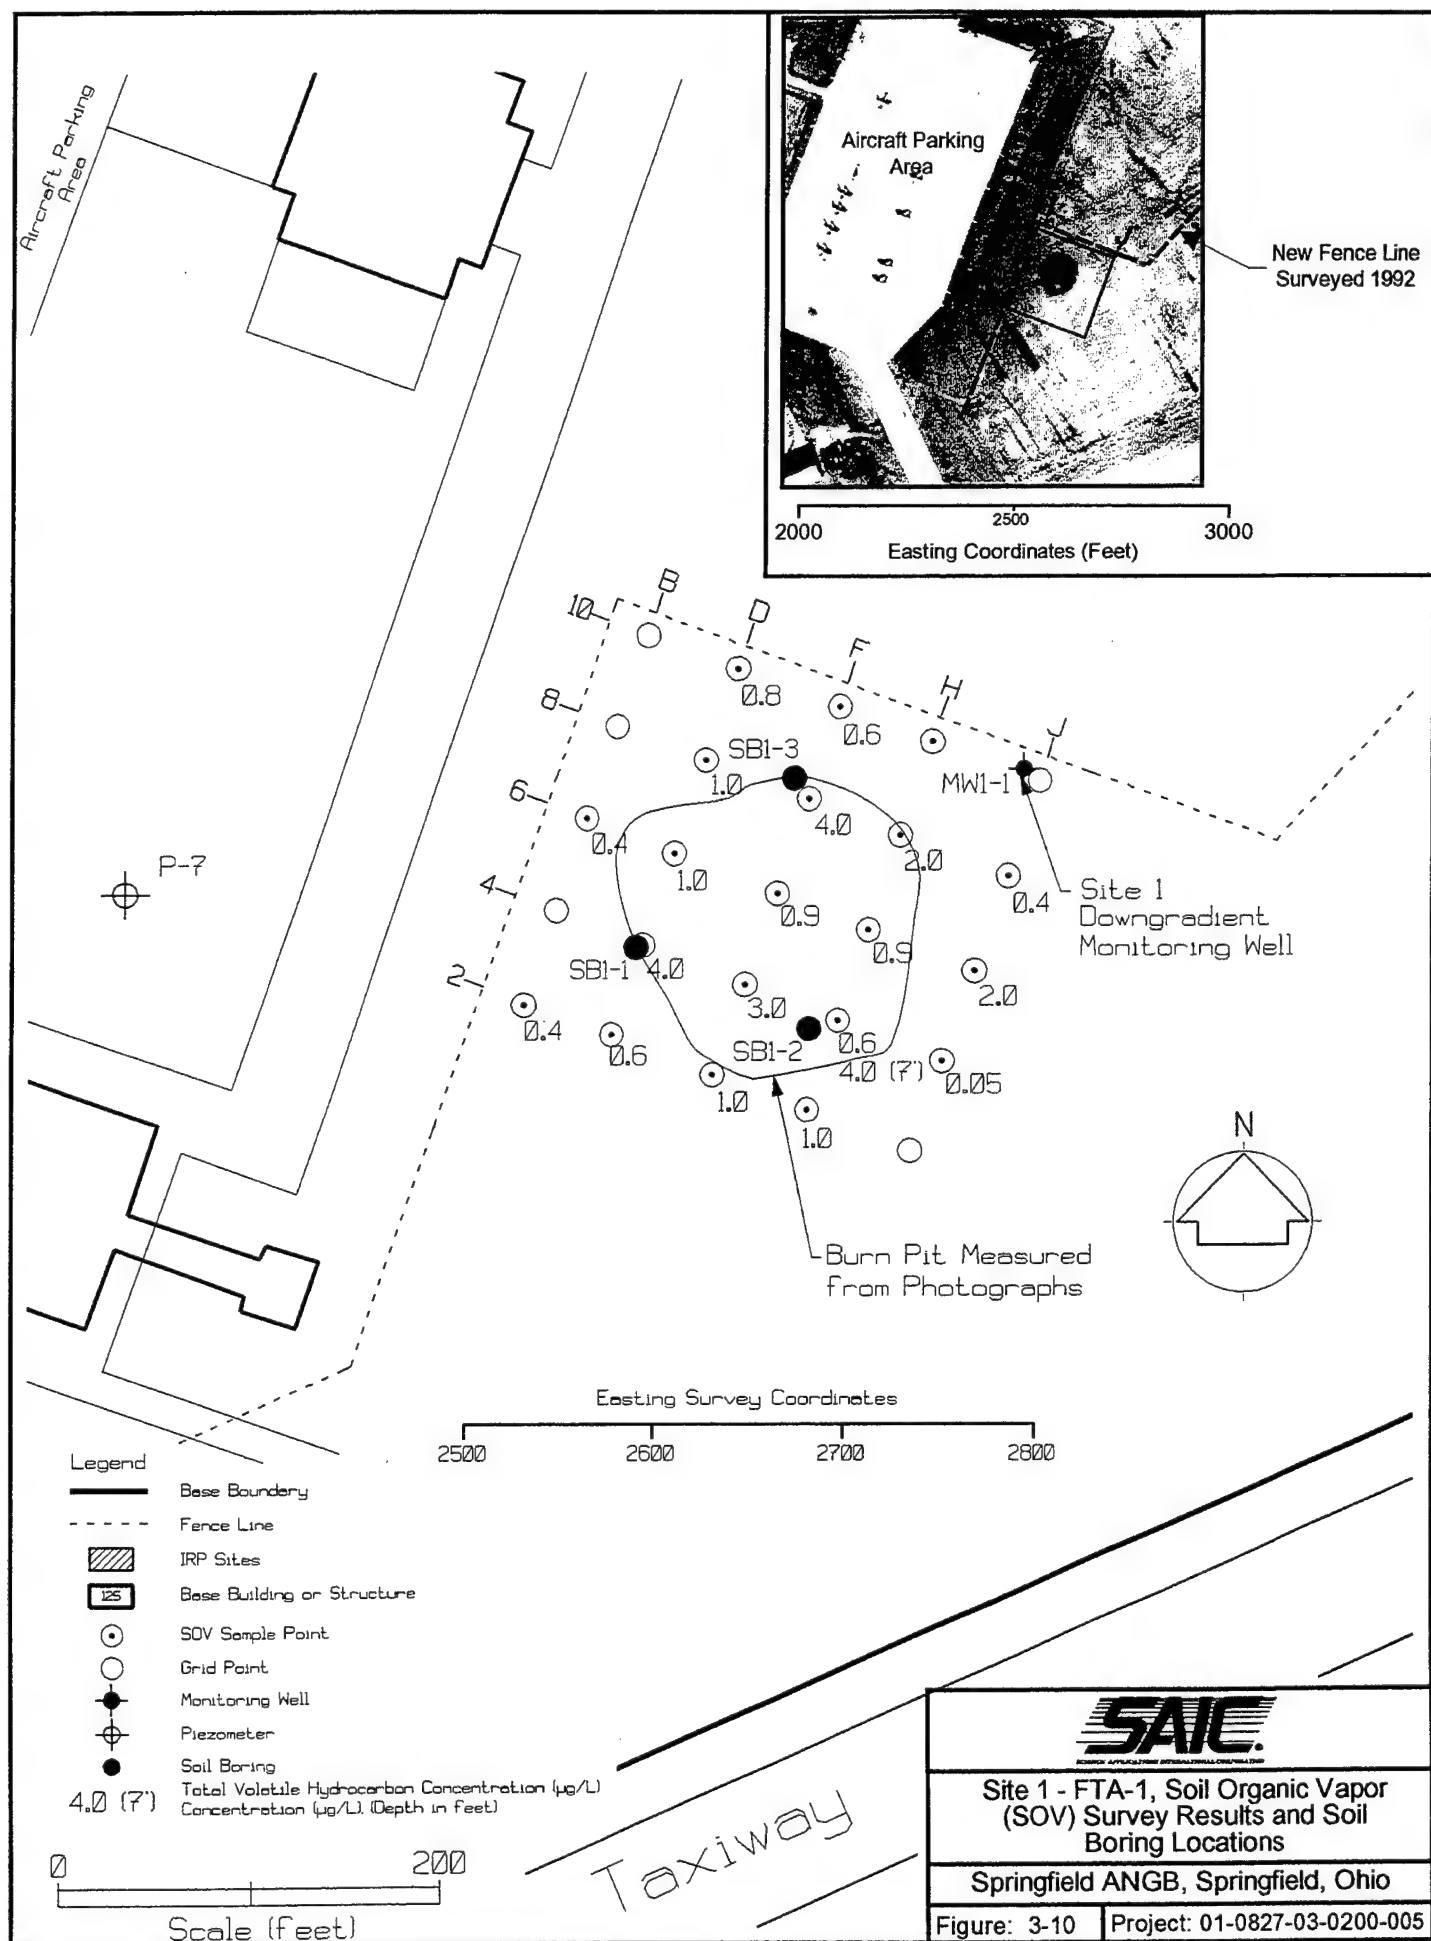 Aircraft Parking
Area
Aircraft Parking
Area
New Fence Line
Surveyed 1992
2000
2500
3000
Easting Coordinates (Feet)
B
10
D
F
8
0.8
H
0.6
J
SB1-3
1.0
MW1-1
6
4.0
0.4
2.0
P-7
1.0
4
0.9
0.4
Site 1
Downgradient
Monitoring Well
0.9
SB1-1
4.0
2
3.0
2.0
0.4
0.6
SB1-2
0.6
4.0 (7')
0.05
1.0
1.0
N
Burn Pit Measured
from Photographs
Easting Survey Coordinates
2500
2600
2700
2800
Legend
Base Boundary
Fence Line
IRP Sites
125
Base Building or Structure
SOV Sample Point
Grid Point
Monitoring Well
Piezometer
Soil Boring
4.0 (7')
Total Volatile Hydrocarbon Concentration (µg/L)
Concentration (µg/L). (Depth in feet)
0
200
Scale (feet)
Taxiway
SAIC.
SCIENCE APPLICATIONS INTERNATIONAL CORPORATION
Site 1 - FTA-1, Soil Organic Vapor
(SOV) Survey Results and Soil
Boring Locations
Springfield ANGB, Springfield, Ohio
Figure: 3-10
Project: 01-0827-03-0200-005